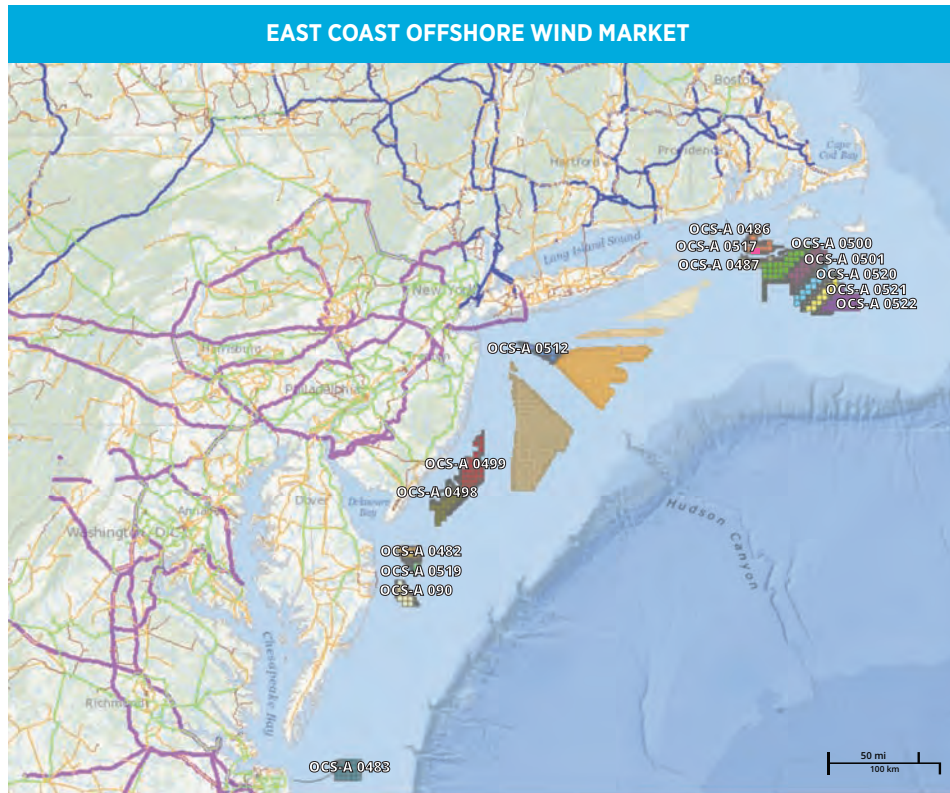 EAST COAST OFFSHORE WIND MARKET
Boston
Cape
Cod Bay
Hartford
Providence
OCS-A 0486
OCS-A 0517
OCS-A 0500
Long Island Sound
OCS-A 0487
OCS-A 0501
OCS-A 0520
OCS-A 0521
OCS-A 0522
New York
OCS-A 0512
Harrisburg
Philadelphia
OCS-A 0499
OCS-A 0498
Dover
Delaware
Bay
Hudson Canyon
Washington D.C.
OCS-A 0482
OCS-A 0519
OCS-A 090
Chesapeake Bay
Richmond
OCS-A 0483
50 mi
100 km